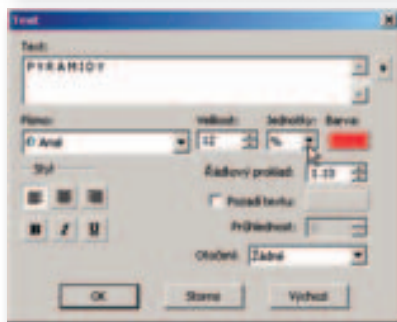 Text
Text:
PYRAMIDY
Písmo: Velikost: Jednotky: Barva:
Arial 12 %
Styl Řádkový proklad:
B I U Pozadí textu:
Průhlednost:
Otočení: Žádné
OK Storno Výchozí